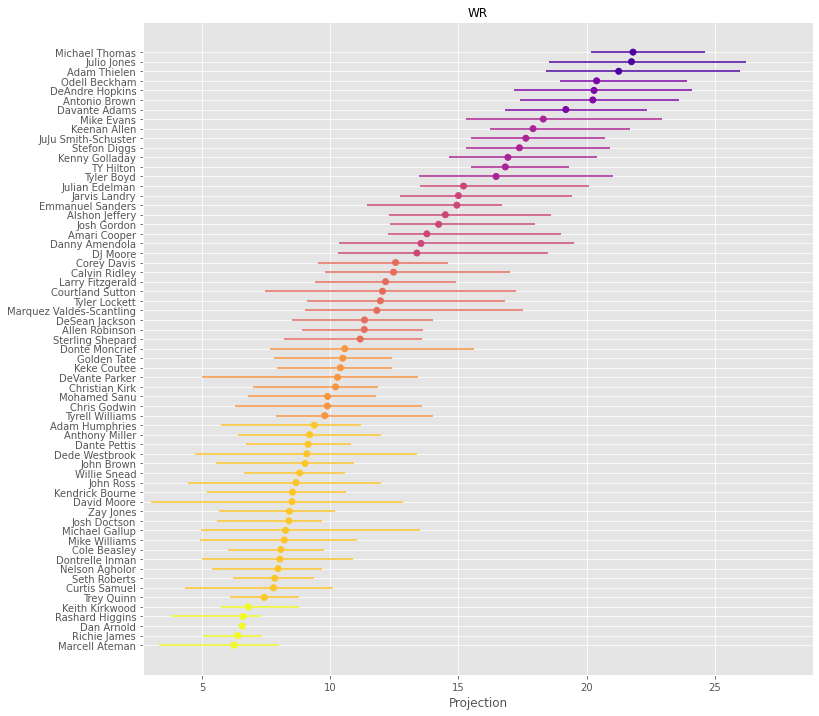 WR
Michael Thomas
Julio Jones
Adam Thielen
Odell Beckham
DeAndre Hopkins
Antonio Brown
Davante Adams
Mike Evans
Keenan Allen
JuJu Smith-Schuster
Stefon Diggs
Kenny Golladay
TY Hilton
Tyler Boyd
Julian Edelman
Jarvis Landry
Emmanuel Sanders
Alshon Jeffery
Josh Gordon
Amari Cooper
Danny Amendola
DJ Moore
Corey Davis
Calvin Ridley
Larry Fitzgerald
Courtland Sutton
Tyler Lockett
Marquez Valdes-Scantling
DeSean Jackson
Allen Robinson
Sterling Shepard
Donte Moncrief
Golden Tate
Keke Coutee
DeVante Parker
Christian Kirk
Mohamed Sanu
Chris Godwin
Tyrell Williams
Adam Humphries
Anthony Miller
Dante Pettis
Dede Westbrook
John Brown
Willie Snead
John Ross
Kendrick Bourne
David Moore
Zay Jones
Josh Doctson
Michael Gallup
Mike Williams
Cole Beasley
Dontrelle Inman
Nelson Agholor
Seth Roberts
Curtis Samuel
Trey Quinn
Keith Kirkwood
Rashard Higgins
Dan Arnold
Richie James
Marcell Ateman
5 10 15 20 25
Projection